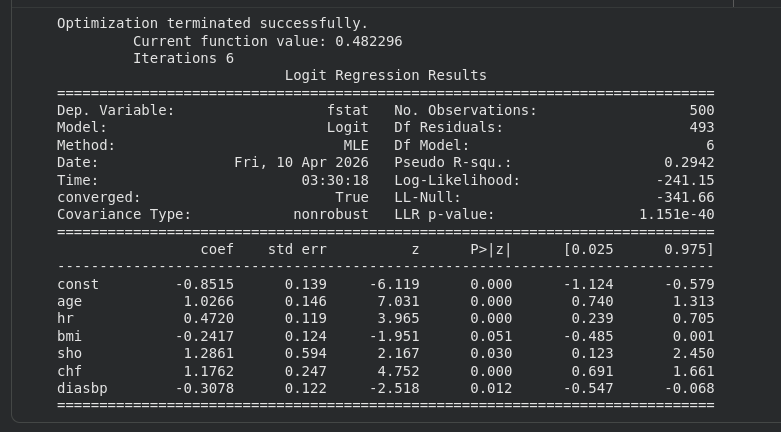 Optimization terminated successfully.
         Current function value: 0.482296
         Iterations 6
                           Logit Regression Results
==============================================================================
Dep. Variable:                  fstat   No. Observations:                  500
Model:                          Logit   Df Residuals:                      493
Method:                           MLE   Df Model:                            6
Date:                Fri, 10 Apr 2026   Pseudo R-squ.:                  0.2942
Time:                        03:30:18   Log-Likelihood:                -241.15
converged:                       True   LL-Null:                       -341.66
Covariance Type:            nonrobust   LLR p-value:                 1.151e-40
==============================================================================
                 coef    std err          z      P>|z|      [0.025      0.975]
------------------------------------------------------------------------------
const         -0.8515      0.139     -6.119      0.000      -1.124      -0.579
age            1.0266      0.146      7.031      0.000       0.740       1.313
hr             0.4720      0.119      3.965      0.000       0.239       0.705
bmi           -0.2417      0.124     -1.951      0.051      -0.485       0.001
sho            1.2861      0.594      2.167      0.030       0.123       2.450
chf            1.1762      0.247      4.752      0.000       0.691       1.661
diasbp        -0.3078      0.122     -2.518      0.012      -0.547      -0.068
==============================================================================